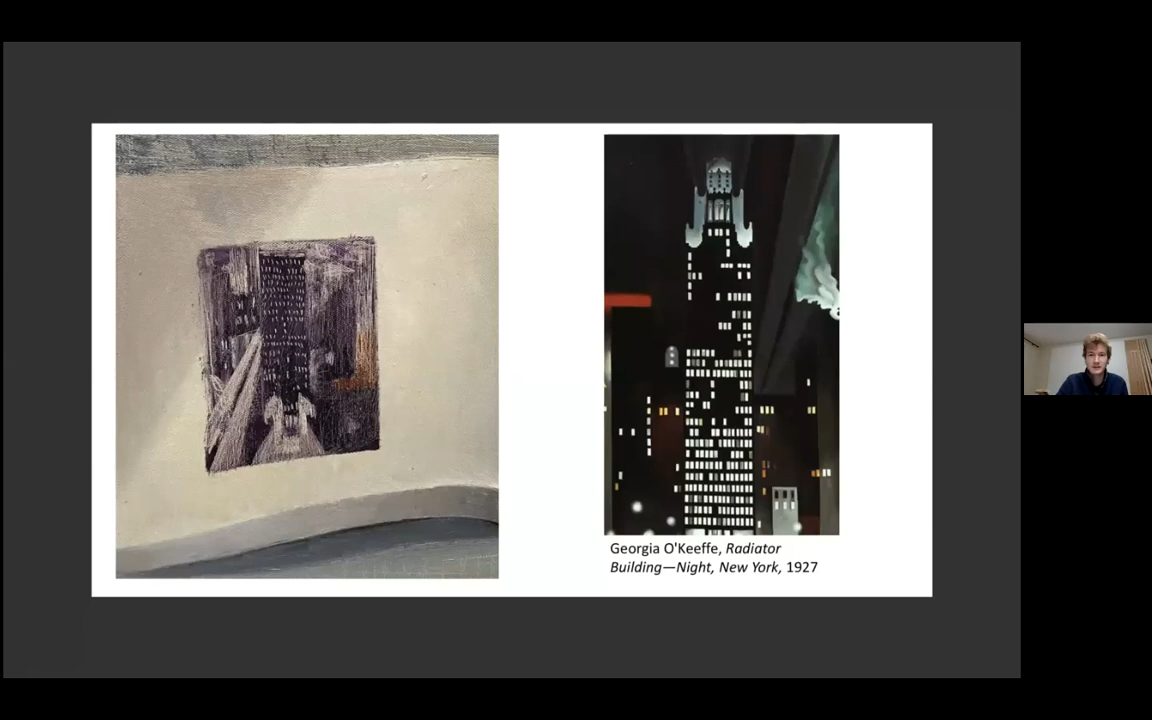 Georgia O'Keeffe, Radiator
Building—Night, New York, 1927